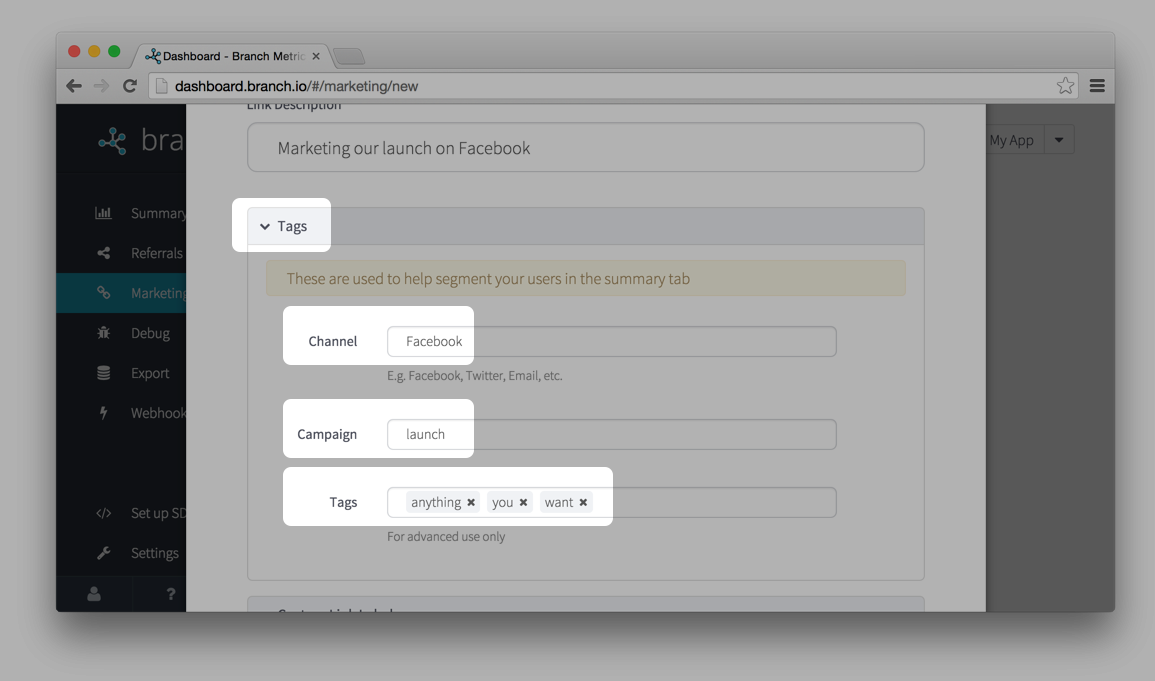 Dashboard - Branch Metric
dashboard.branch.io/#/marketing/new
bra
My App
Summary
Referrals
Marketing
Debug
Export
Webhook
Set up SD
Settings
?
Link Description
Marketing our launch on Facebook
Tags
These are used to help segment your users in the summary tab
Channel Facebook
E.g. Facebook, Twitter, Email, etc.
Campaign launch
Tags anything you want
For advanced use only